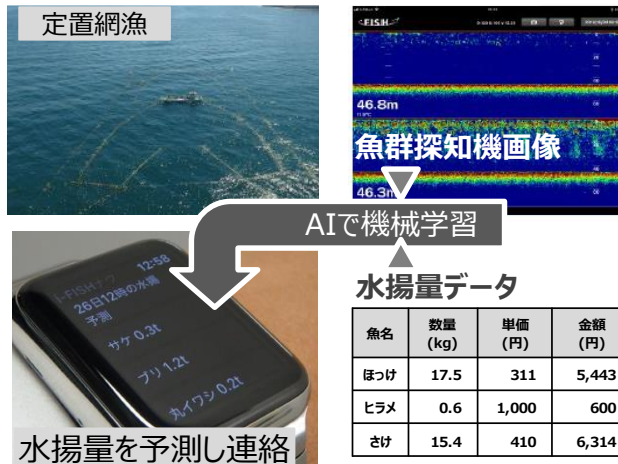 定置網漁
<FISH
46.8m
46.3m
魚群探知機画像
AIで機械学習
水揚量データ
12:58
26日12時の水揚
予測
サケ 0.3t
ブリ 1.2t
丸イワシ 0.2t
水揚量を予測し連絡
魚名 数量(kg) 単価(円) 金額(円)
ほっけ 17.5 311 5,443
ヒラメ 0.6 1,000 600
さけ 15.4 410 6,314